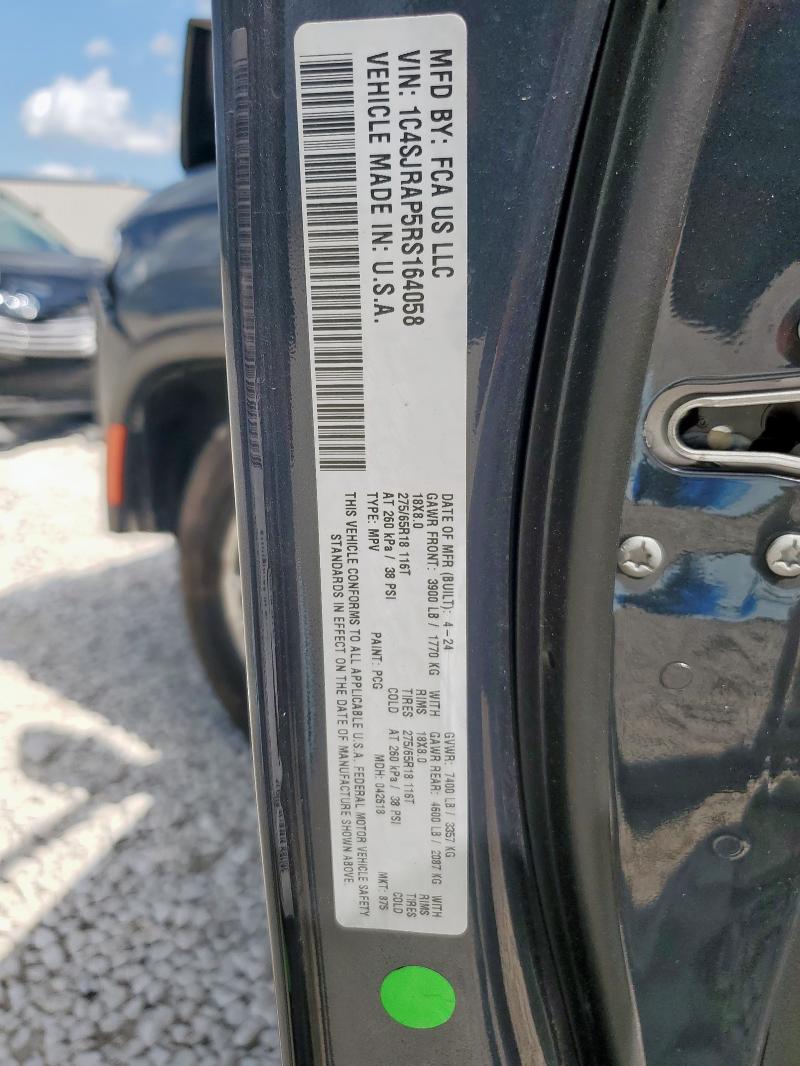 MFD BY: FCA US LLC
VIN: 1C4SJRAP5RS164058
VEHICLE MADE IN: U.S.A.
DATE OF MFR (BUILT): 4-24 GVWR: 7400 LB / 3357 KG
GAWR FRONT: 3900 LB / 1770 KG WITH GAWR REAR: 4600 LB / 2087 KG WITH
18X8.0 RIMS 18X8.0 RIMS
275/65R18 116T TIRES 275/65R18 116T TIRES
AT 260 kPa / 38 PSI COLD AT 260 kPa / 38 PSI COLD
TYPE: MPV PAINT: PCG MDH: 042618 MKT: 875
THIS VEHICLE CONFORMS TO ALL APPLICABLE U.S.A. FEDERAL MOTOR VEHICLE SAFETY
STANDARDS IN EFFECT ON THE DATE OF MANUFACTURE SHOWN ABOVE.